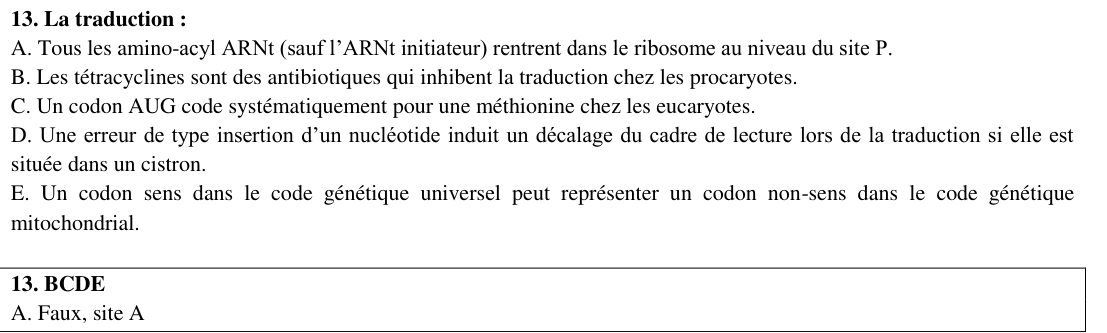 13. La traduction :
A. Tous les amino-acyl ARNt (sauf l'ARNt initiateur) rentrent dans le ribosome au niveau du site P.
B. Les tétracyclines sont des antibiotiques qui inhibent la traduction chez les procaryotes.
C. Un codon AUG code systématiquement pour une méthionine chez les eucaryotes.
D. Une erreur de type insertion d'un nucléotide induit un décalage du cadre de lecture lors de la traduction si elle est
située dans un cistron.
E. Un codon sens dans le code génétique universel peut représenter un codon non-sens dans le code génétique
mitochondrial.
13. BCDE
A. Faux, site A